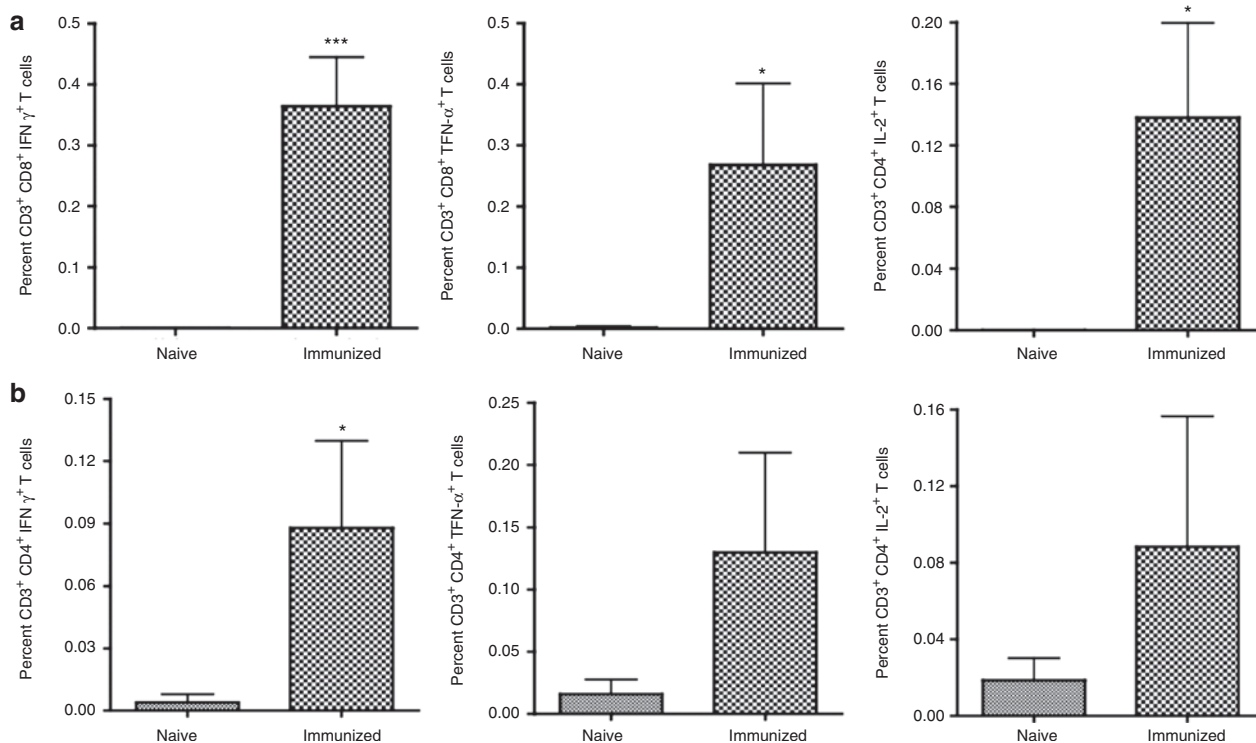 a
Percent CD3+ CD8+ IFN γ+ T cells
0.5
0.4
0.3
0.2
0.1
0.0
***
Naive
Immunized
Percent CD3+ CD8+ TFN-α+ T cells
0.5
0.4
0.3
0.2
0.1
0.0
*
Naive
Immunized
Percent CD3+ CD4+ IL-2+ T cells
0.20
0.16
0.12
0.08
0.04
0.00
*
Naive
Immunized
b
Percent CD3+ CD4+ IFN γ+ T cells
0.15
0.12
0.09
0.06
0.03
0.00
*
Naive
Immunized
Percent CD3+ CD4+ TFN-α+ T cells
0.25
0.20
0.15
0.10
0.05
0.00
Naive
Immunized
Percent CD3+ CD4+ IL-2+ T cells
0.16
0.12
0.08
0.04
0.00
Naive
Immunized